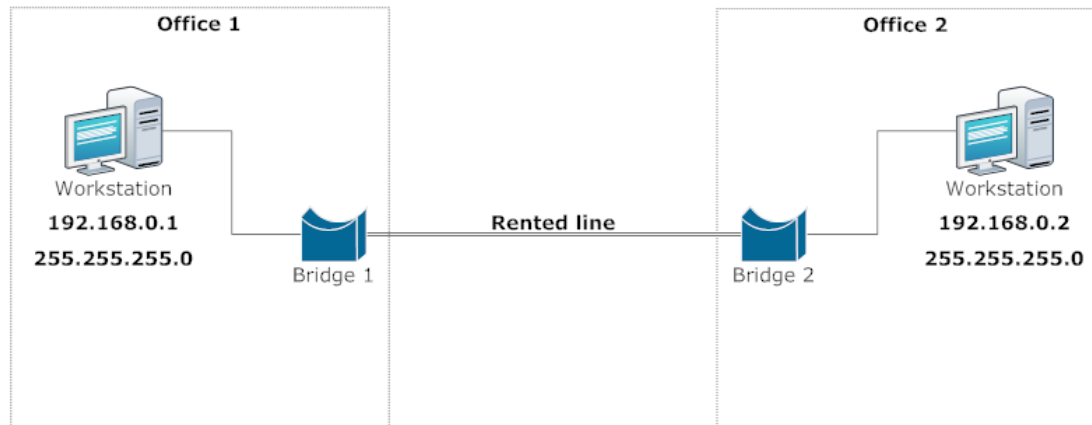 Office 1
Workstation
192.168.0.1
255.255.255.0
Bridge 1
Rented line
Office 2
Workstation
192.168.0.2
255.255.255.0
Bridge 2